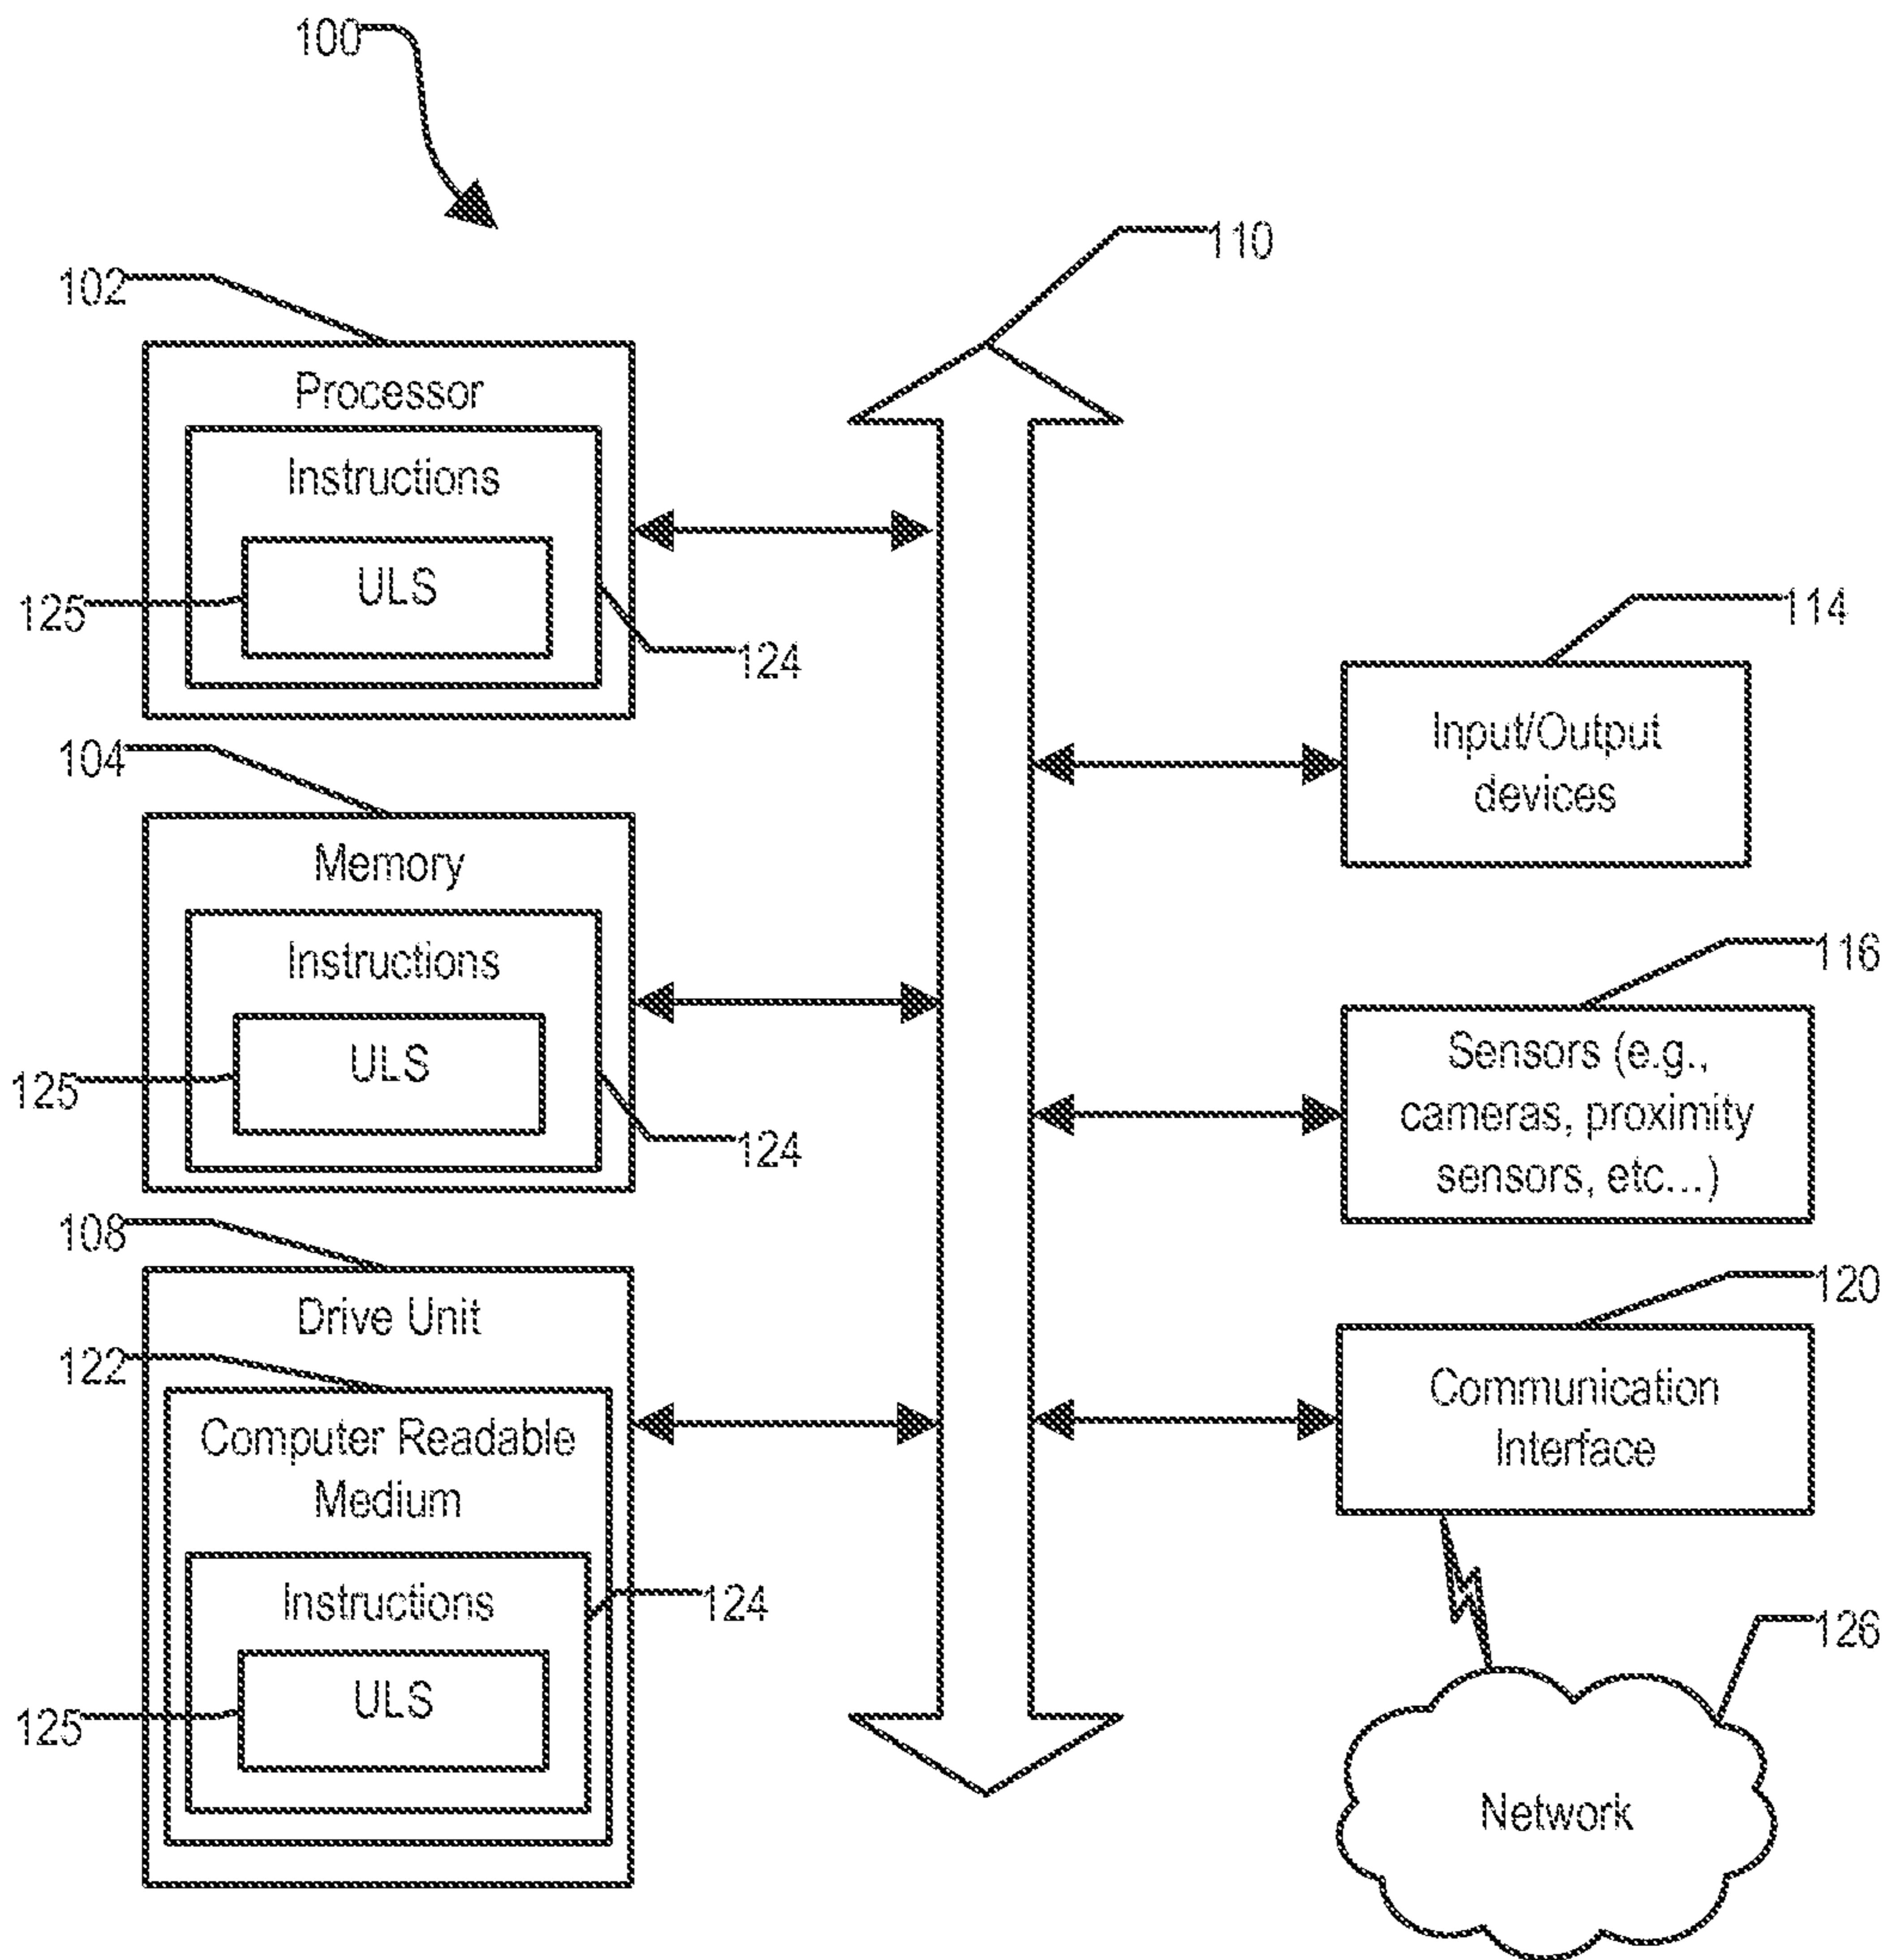 100
110
102
Processor
Instructions
ULS
125
124
104
Memory
Instructions
ULS
125
124
108
Drive Unit
122
Computer Readable
Medium
Instructions
124
ULS
125
114
Input/Output
devices
116
Sensors (e.g.,
cameras, proximity
sensors, etc...)
120
Communication
Interface
126
Network